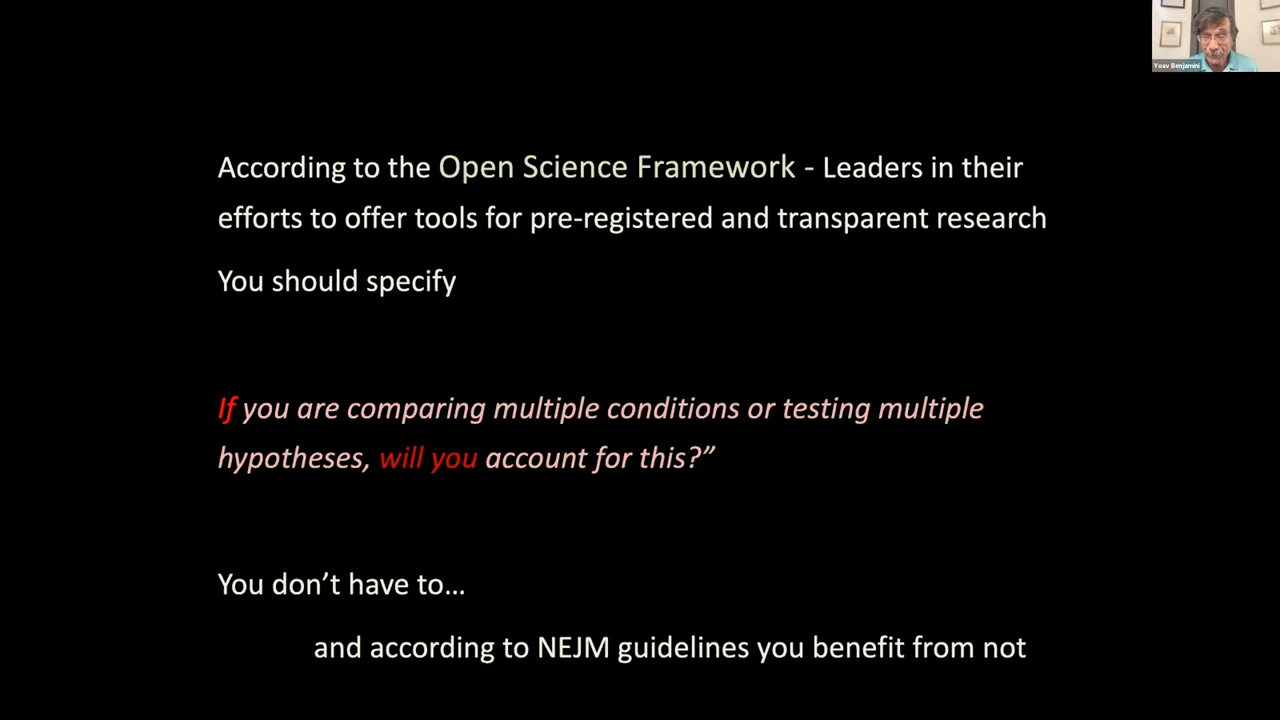 Yoav Benjamini
According to the Open Science Framework - Leaders in their
efforts to offer tools for pre-registered and transparent research
You should specify
If you are comparing multiple conditions or testing multiple
hypotheses, will you account for this?”
You don’t have to…
and according to NEJM guidelines you benefit from not